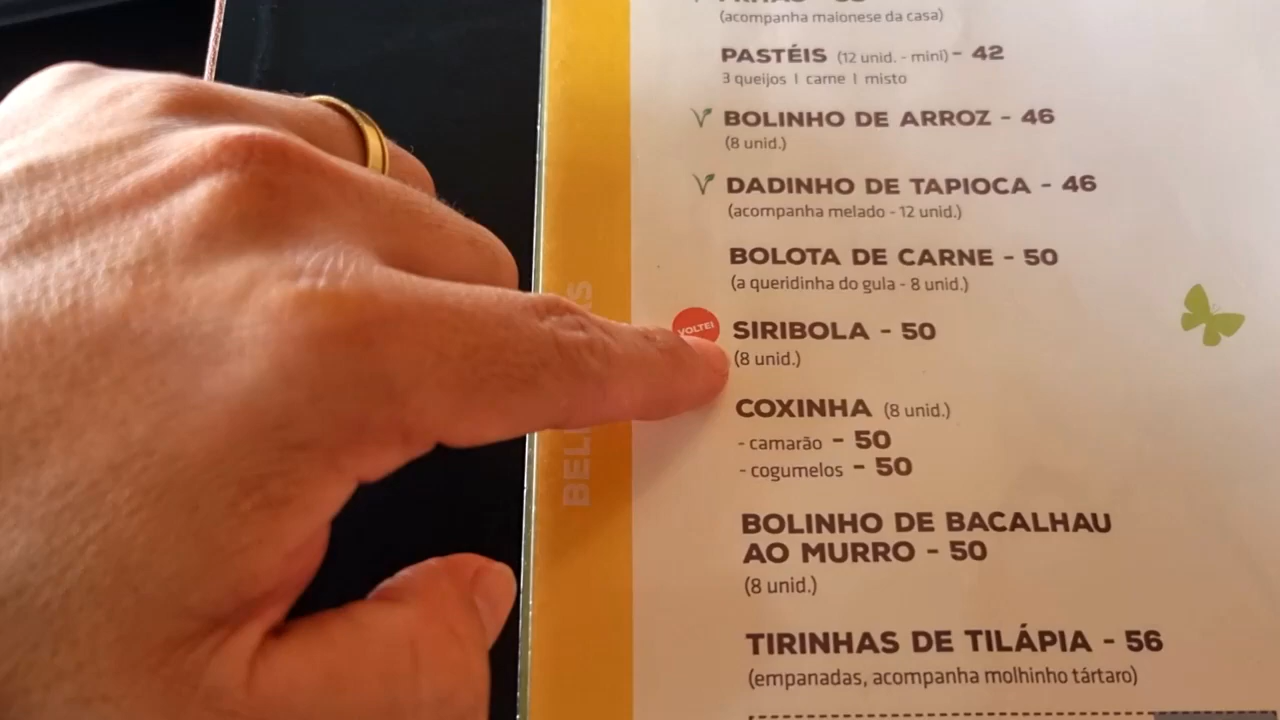 (acompanha maionese da casa)
PASTÉIS (12 unid. - mini) - 42
3 queijos | carne | misto
BOLINHO DE ARROZ - 46
(8 unid.)
DADINHO DE TAPIOCA - 46
(acompanha melado - 12 unid.)
BOLOTA DE CARNE - 50
(a queridinha do gula - 8 unid.)
VOLTEI
SIRIBOLA - 50
(8 unid.)
COXINHA (8 unid.)
- camarão - 50
- cogumelos - 50
BOLINHO DE BACALHAU
AO MURRO - 50
(8 unid.)
TIRINHAS DE TILÁPIA - 56
(empanadas, acompanha molhinho tártaro)